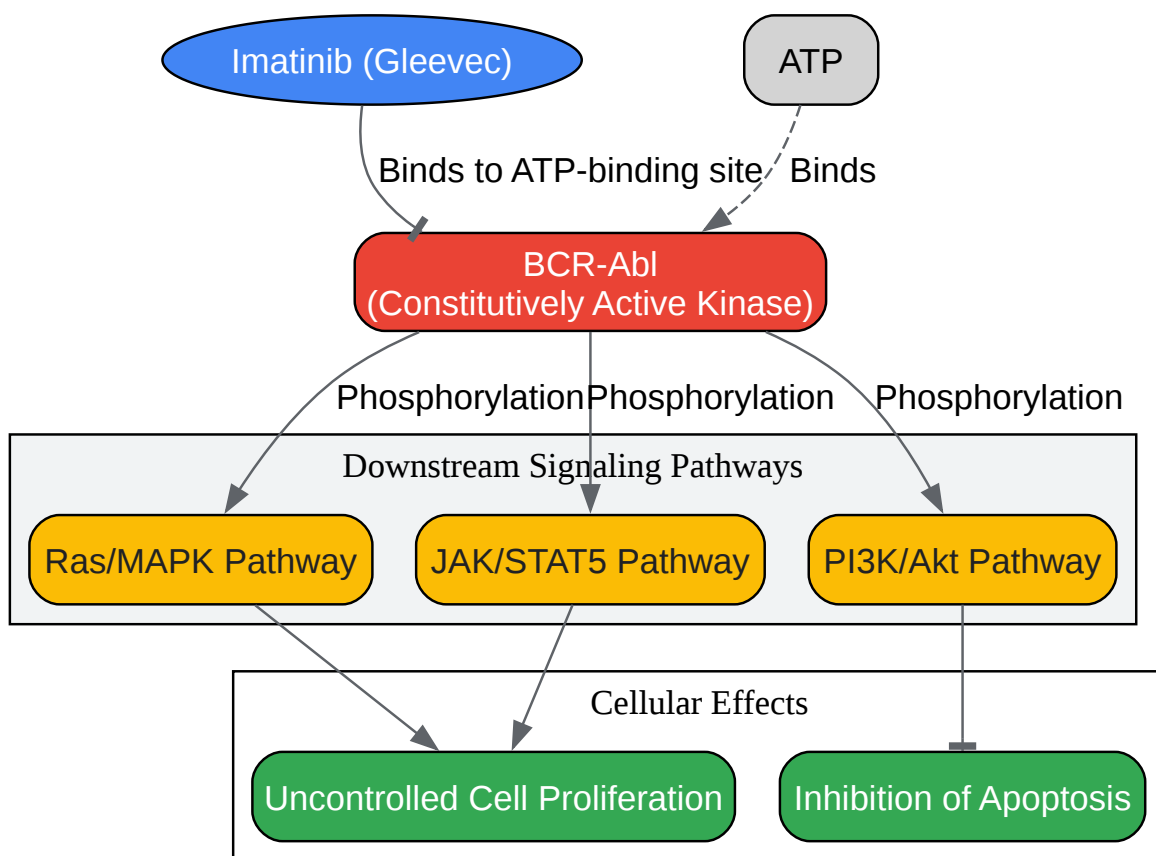 Imatinib (Gleevec)
ATP
Binds to ATP-binding site
Binds
BCR-Abl
(Constitutively Active Kinase)
Phosphorylation
Phosphorylation
Phosphorylation
Downstream Signaling Pathways
Ras/MAPK Pathway
JAK/STAT5 Pathway
PI3K/Akt Pathway
Cellular Effects
Uncontrolled Cell Proliferation
Inhibition of Apoptosis